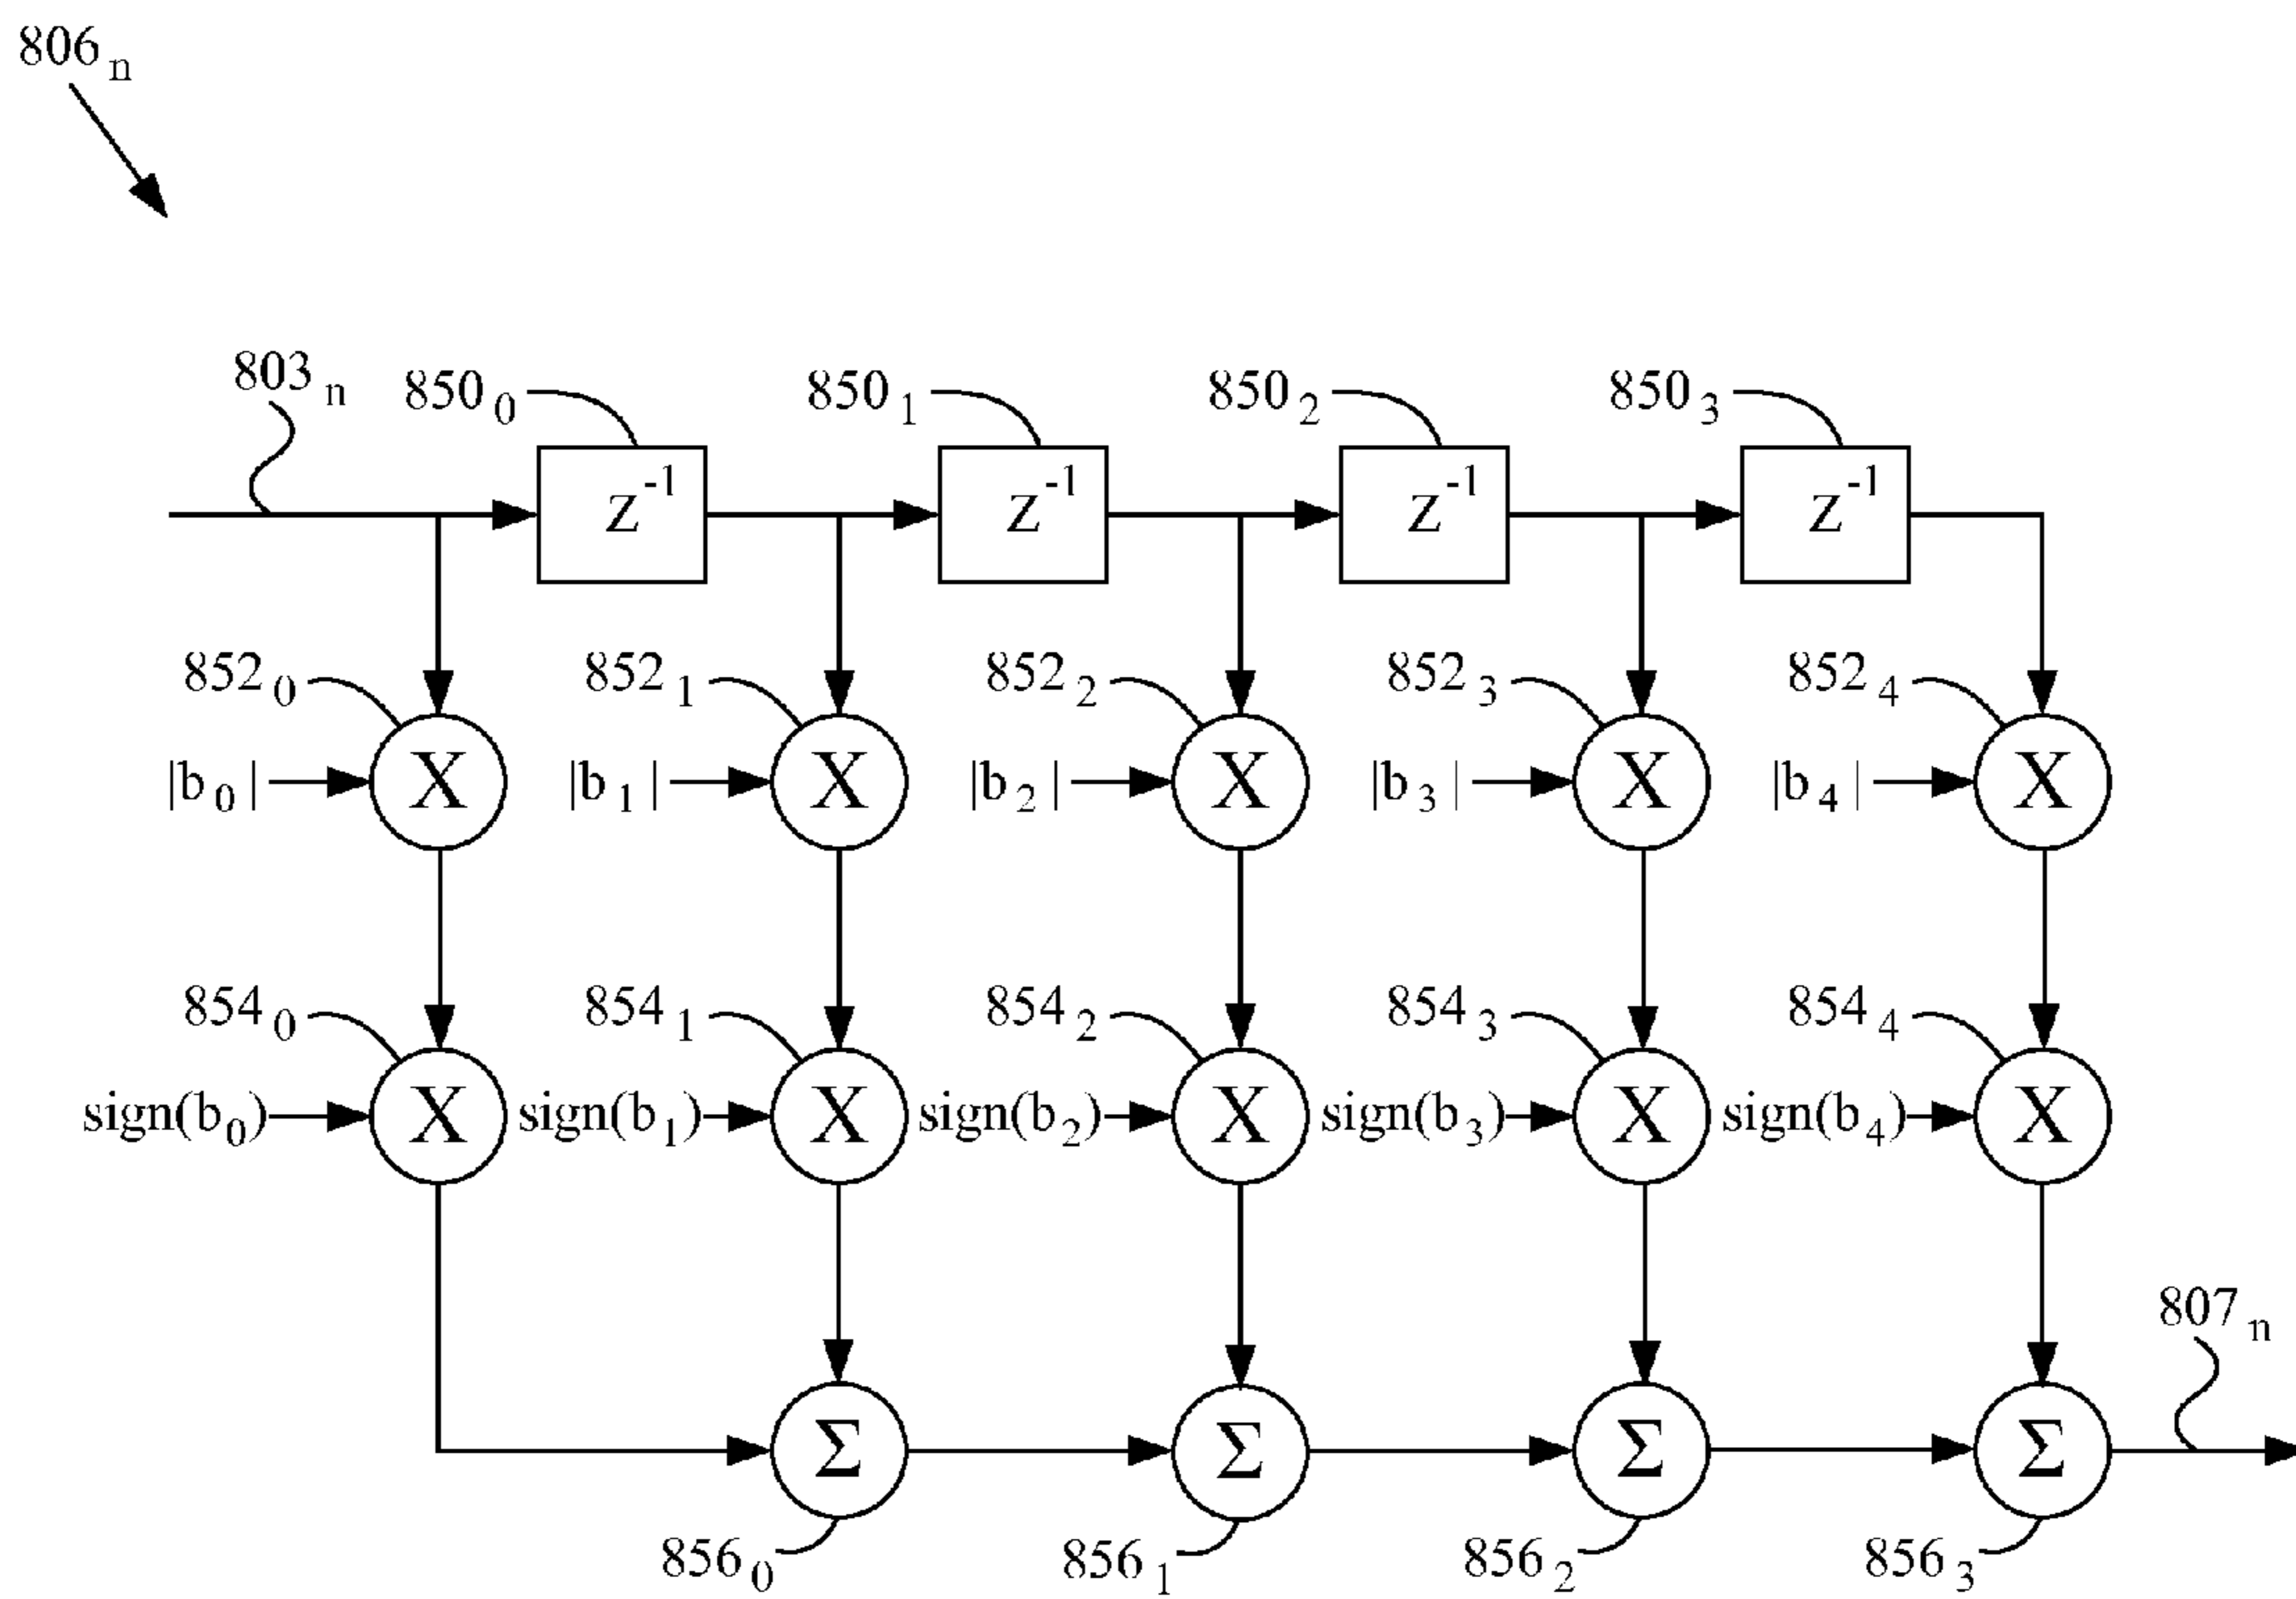 806 n
803 n
850 0
850 1
850 2
850 3
z -1
z -1
z -1
z -1
852 0
852 1
852 2
852 3
852 4
|b 0 |
X
|b 1 |
X
|b 2 |
X
|b 3 |
X
|b 4 |
X
854 0
854 1
854 2
854 3
854 4
sign(b 0)
X
sign(b 1)
X
sign(b 2)
X
sign(b 3)
X
sign(b 4)
X
807 n
Σ
Σ
Σ
Σ
856 0
856 1
856 2
856 3